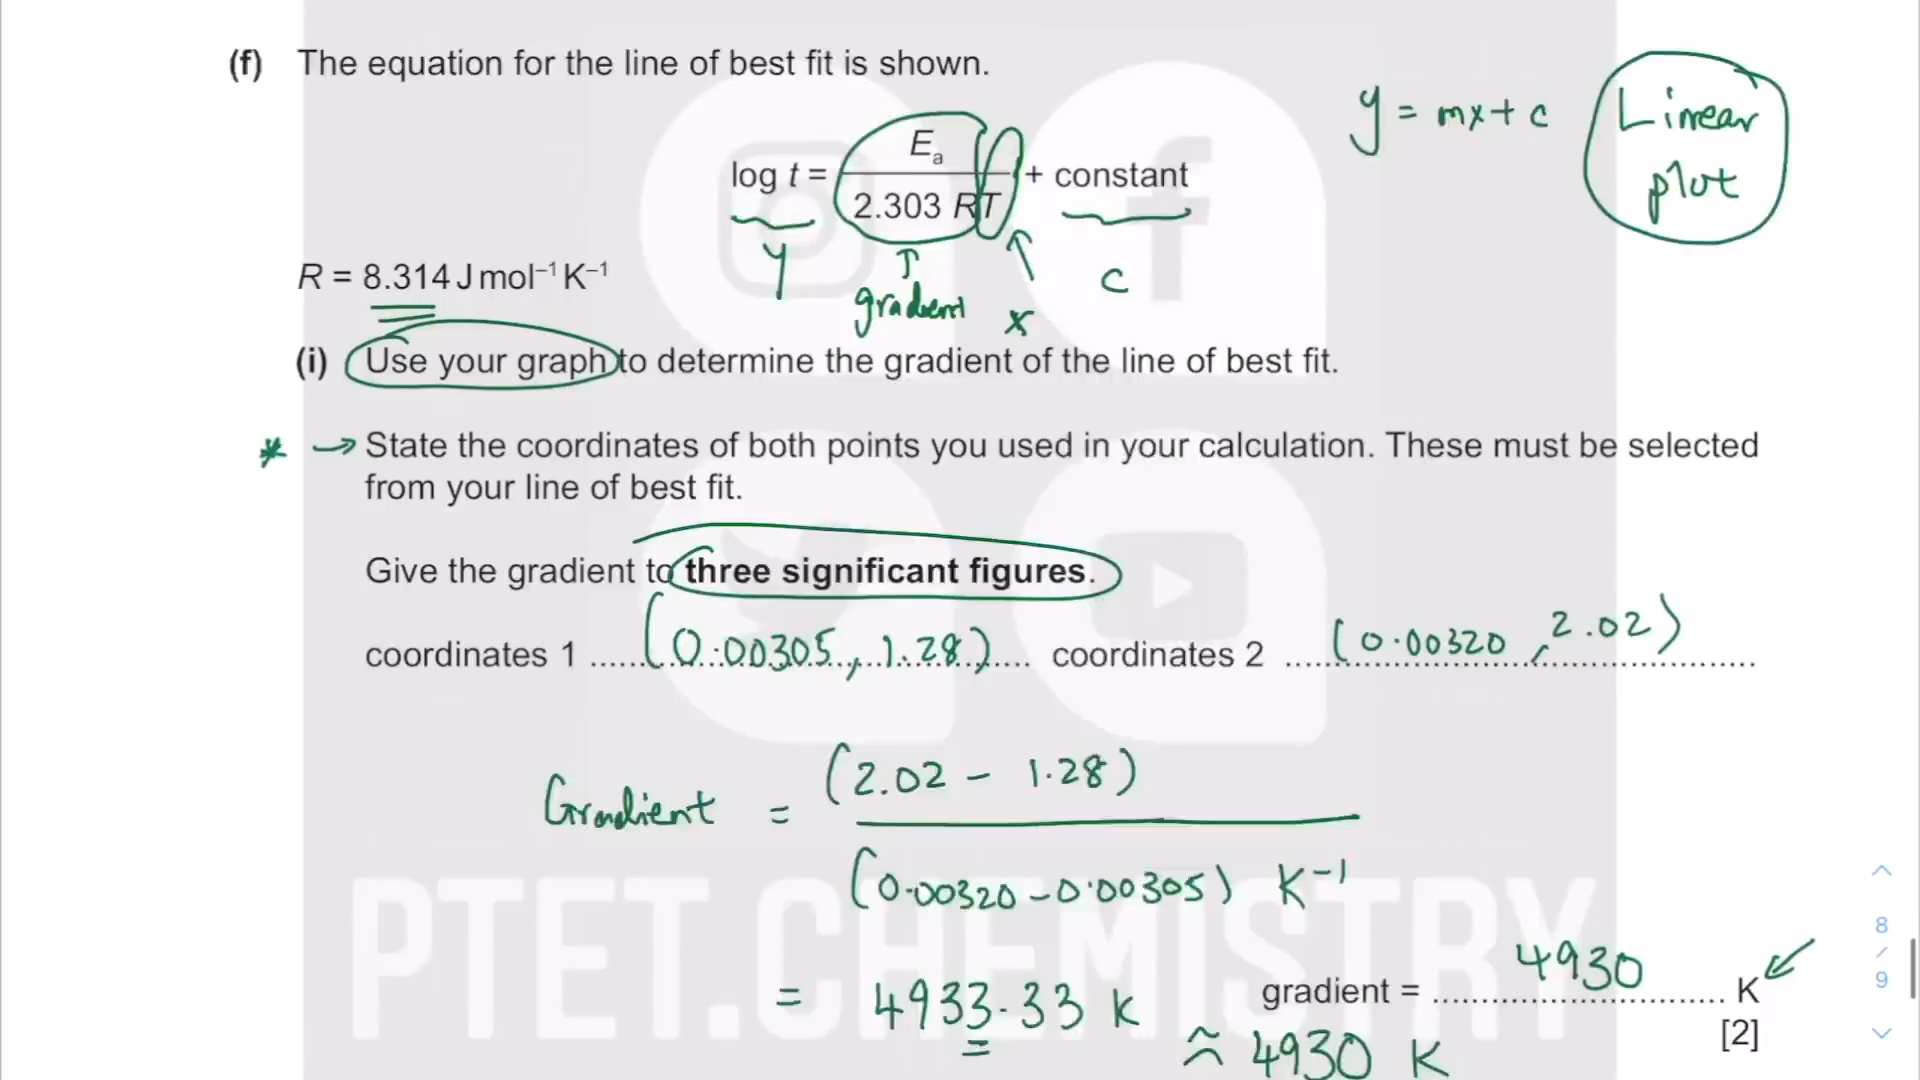 (f) The equation for the line of best fit is shown.
y = mx + c
Linear
plot
log t = Ea / 2.303 RT + constant
y
gradient
x
c
R = 8.314 J mol⁻¹ K⁻¹
(i) Use your graph to determine the gradient of the line of best fit.
* → State the coordinates of both points you used in your calculation. These must be selected
from your line of best fit.
Give the gradient to three significant figures.
coordinates 1 (0.00305, 1.28) coordinates 2 (0.00320, 2.02)
Gradient = (2.02 - 1.28)
(0.00320 - 0.00305) K⁻¹
= 4933.33 K
gradient = 4930 K
[2]
≈ 4930 K
PTET.CHEMISTRY
8
/
9